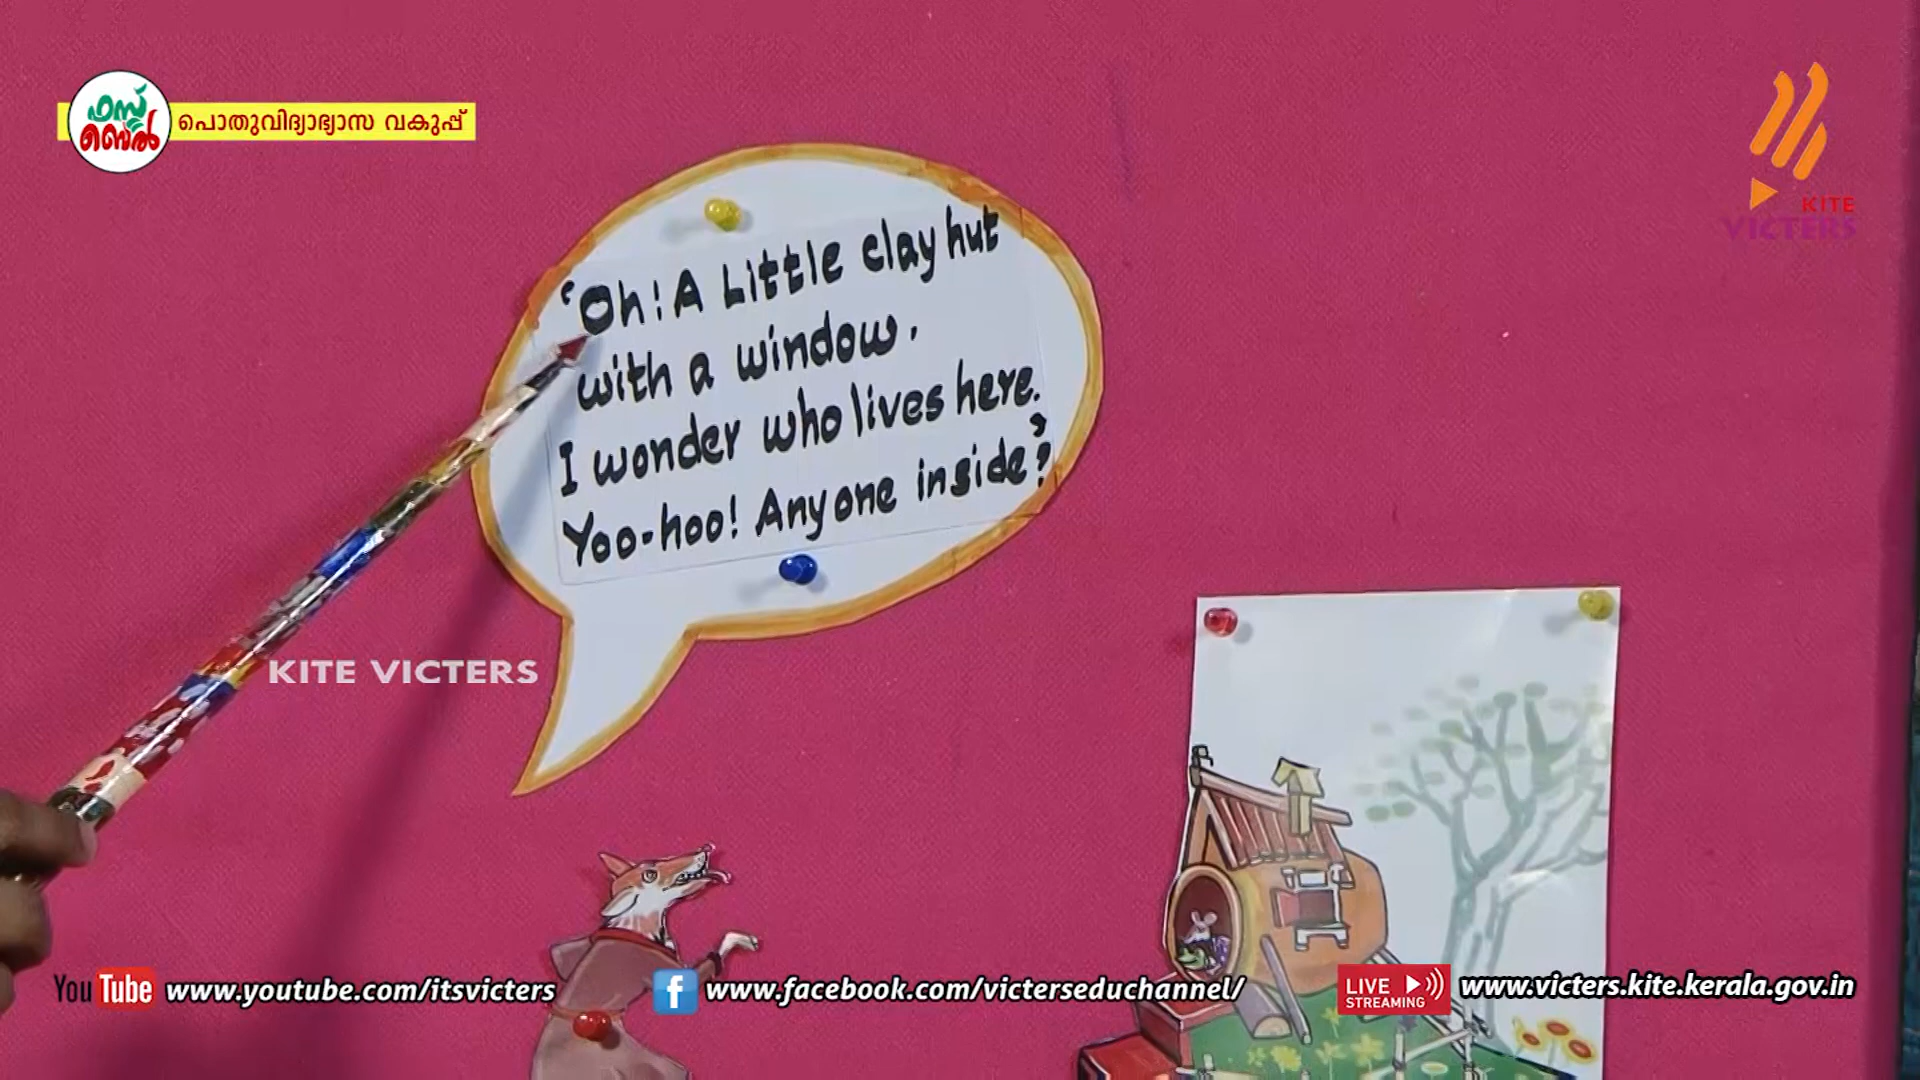 ഫസ്റ്റ്
ബെൽ
പൊതുവിദ്യാഭ്യാസ വകുപ്പ്
KITE
VICTERS
‘Oh! A Little clay hut
with a window.
I wonder who lives here.
Yoo-hoo! Anyone inside?’
KITE VICTERS
YouTube www.youtube.com/itsvicters
f www.facebook.com/victerseduchannel/
LIVE STREAMING www.victers.kite.kerala.gov.in